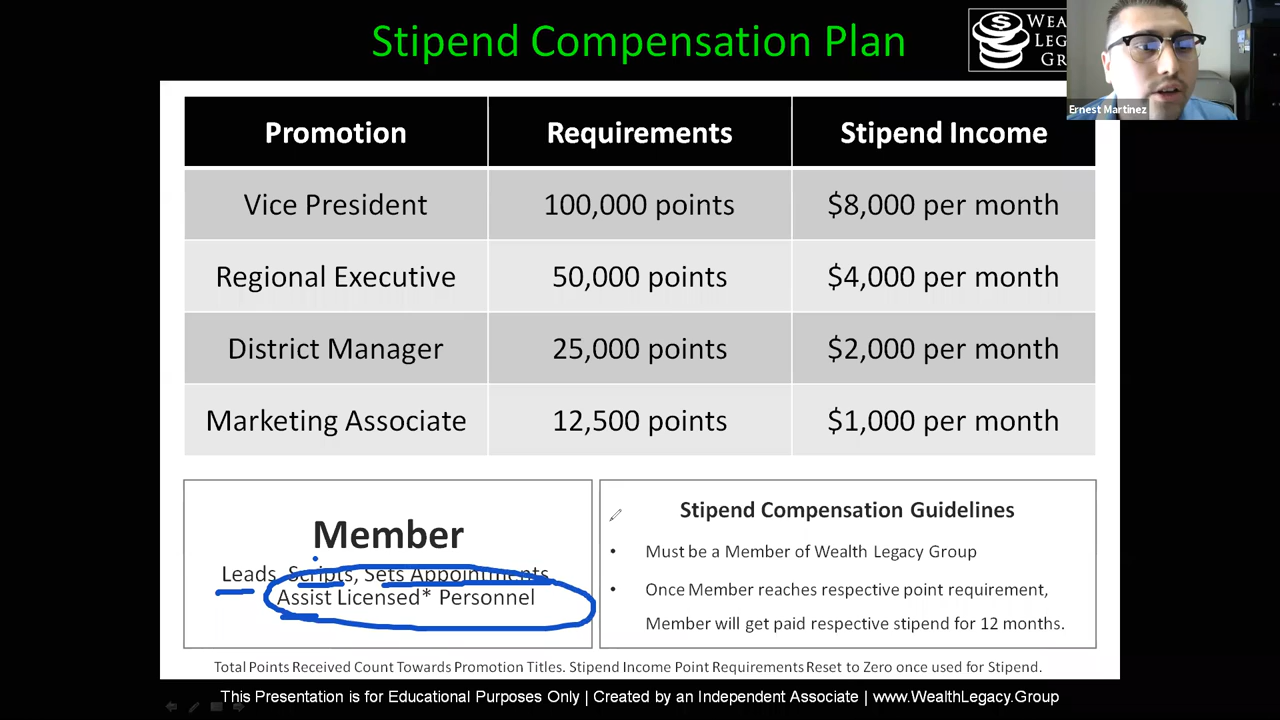 Stipend Compensation Plan
WEA
LEG
GR
Ernest Martinez
Promotion Requirements Stipend Income
Vice President 100,000 points $8,000 per month
Regional Executive 50,000 points $4,000 per month
District Manager 25,000 points $2,000 per month
Marketing Associate 12,500 points $1,000 per month
Member
Leads, Scripts, Sets Appointments
Assist Licensed* Personnel
Stipend Compensation Guidelines
• Must be a Member of Wealth Legacy Group
• Once Member reaches respective point requirement,
Member will get paid respective stipend for 12 months.
Total Points Received Count Towards Promotion Titles. Stipend Income Point Requirements Reset to Zero once used for Stipend.
This Presentation is for Educational Purposes Only | Created by an Independent Associate | www.WealthLegacy.Group